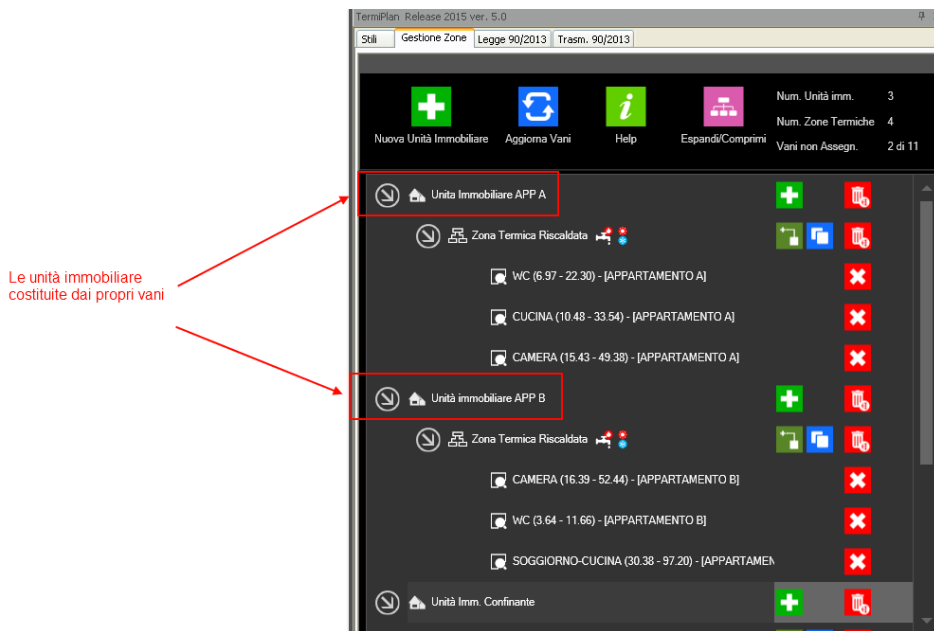 TermiPlan Release 2015 ver. 5.0
Stili Gestione Zone Legge 90/2013 Trasm. 90/2013
Nuova Unità Immobiliare Aggiorna Vani Help Espandi/Comprimi
Num. Unità imm. 3
Num. Zone Termiche 4
Vani non Assegn. 2 di 11
Unita Immobiliare APP A
Zona Termica Riscaldata
WC (6.97 - 22.30) - [APPARTAMENTO A]
CUCINA (10.48 - 33.54) - [APPARTAMENTO A]
CAMERA (15.43 - 49.38) - [APPARTAMENTO A]
Le unità immobiliare
costituite dai propri vani
Unità immobiliare APP B
Zona Termica Riscaldata
CAMERA (16.39 - 52.44) - [APPARTAMENTO B]
WC (3.64 - 11.66) - [APPARTAMENTO B]
SOGGIORNO-CUCINA (30.38 - 97.20) - [APPARTAMEN
Unità Imm. Confinante